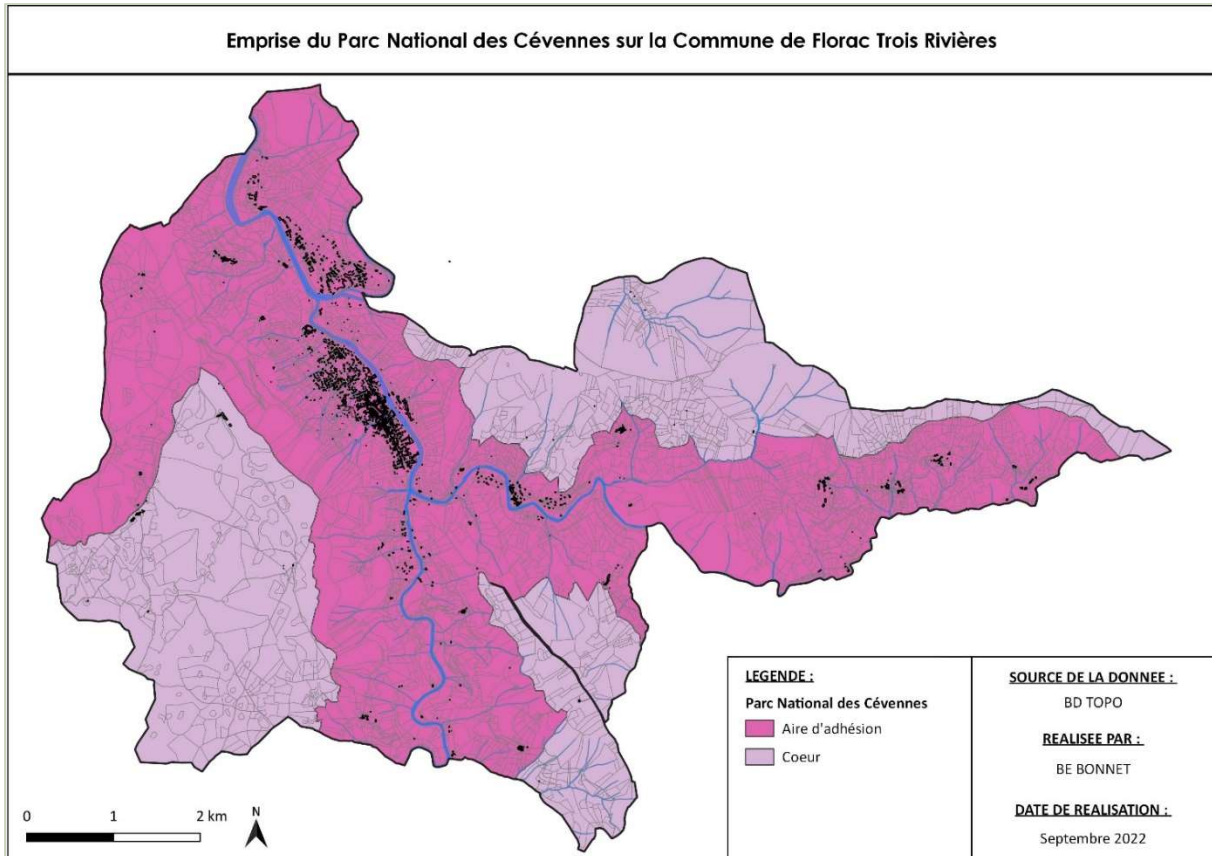 Emprise du Parc National des Cévennes sur la Commune de Florac Trois Rivières
LEGENDE :
Parc National des Cévennes
Aire d'adhésion
Coeur
SOURCE DE LA DONNEE :
BD TOPO
REALISEE PAR :
BE BONNET
DATE DE REALISATION :
Septembre 2022
0 1 2 km
N